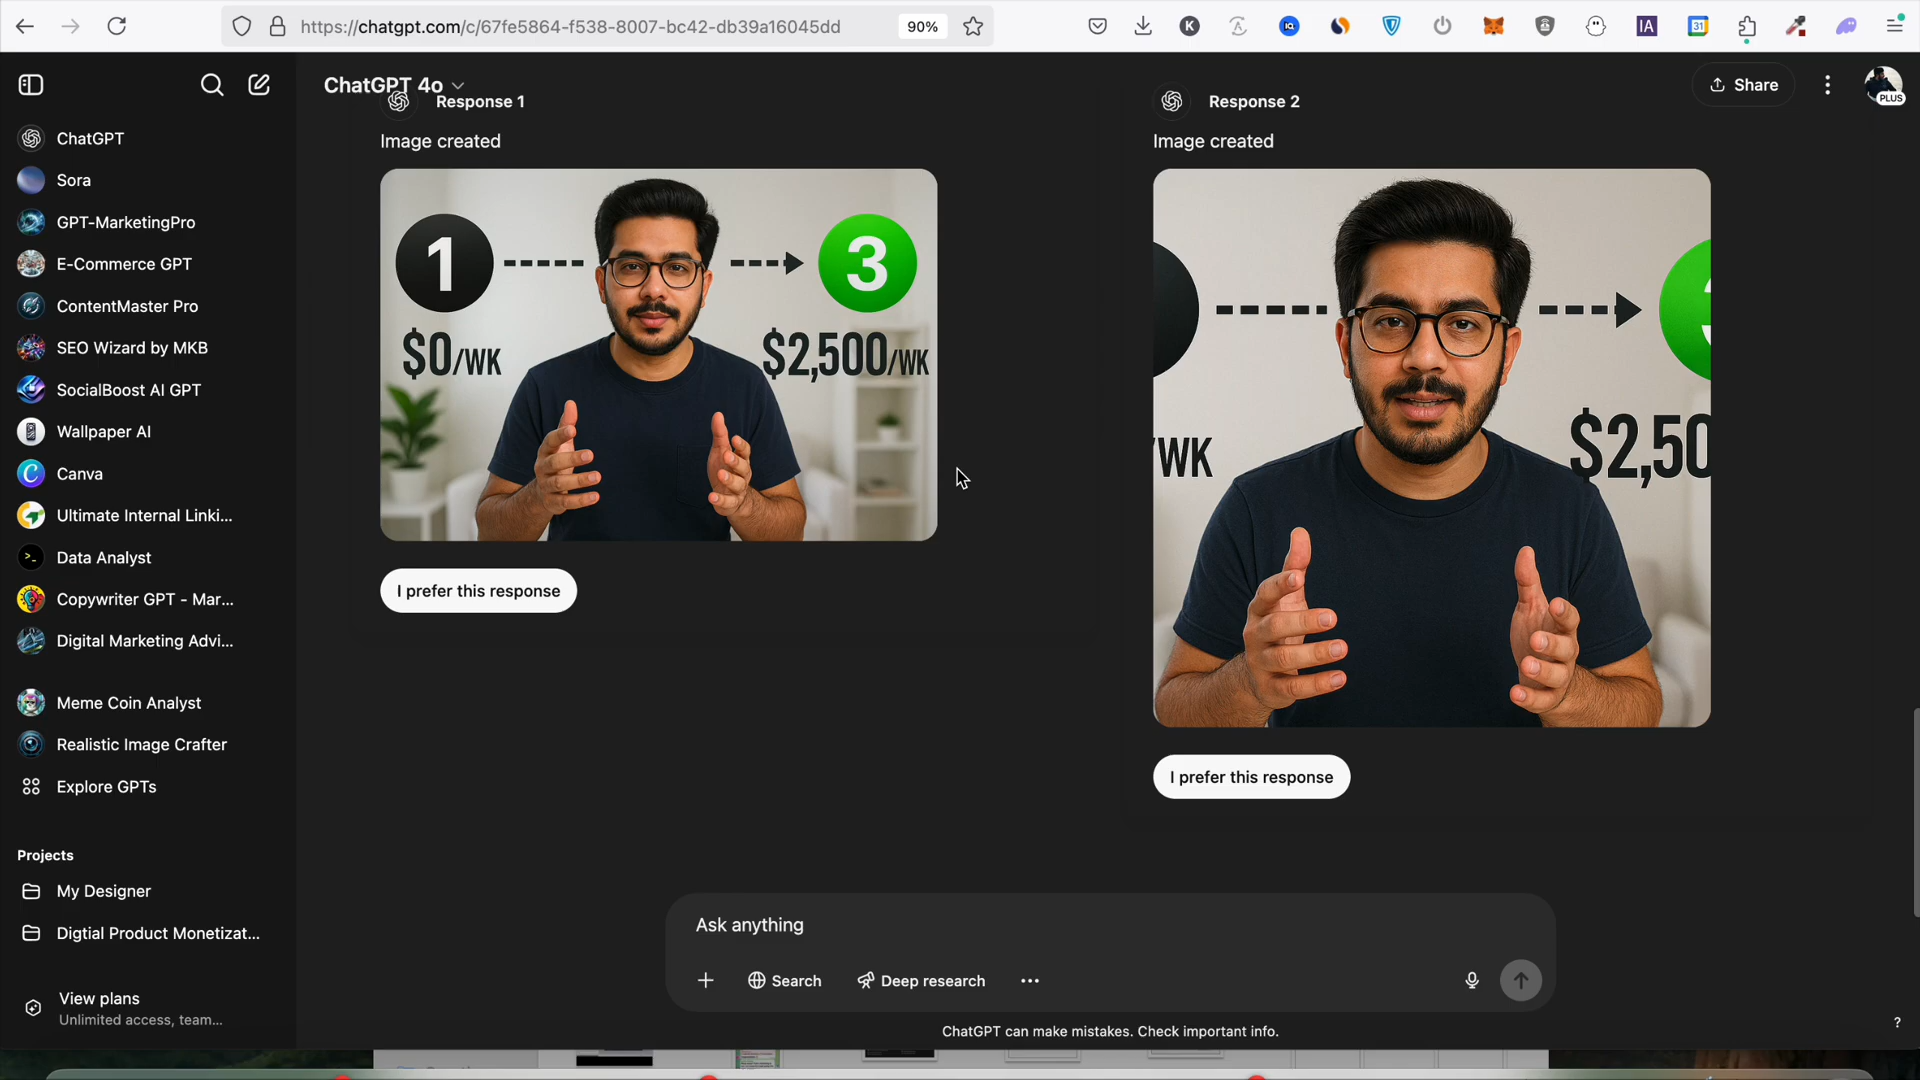 https://chatgpt.com/c/67fe5864-f538-8007-bc42-db39a16045dd
90%
K
IA
31
ChatGPT 4o
Share
PLUS
ChatGPT
Sora
GPT-MarketingPro
E-Commerce GPT
ContentMaster Pro
SEO Wizard by MKB
SocialBoost AI GPT
Wallpaper AI
Canva
Ultimate Internal Linki...
Data Analyst
Copywriter GPT - Mar...
Digital Marketing Advi...
Meme Coin Analyst
Realistic Image Crafter
Explore GPTs
Projects
My Designer
Digtial Product Monetizat...
View plans
Unlimited access, team...
Response 1
Image created
1
3
$0/WK
$2,500/WK
I prefer this response
Response 2
Image created
/WK
$2,50
I prefer this response
Ask anything
Search
Deep research
ChatGPT can make mistakes. Check important info.
?